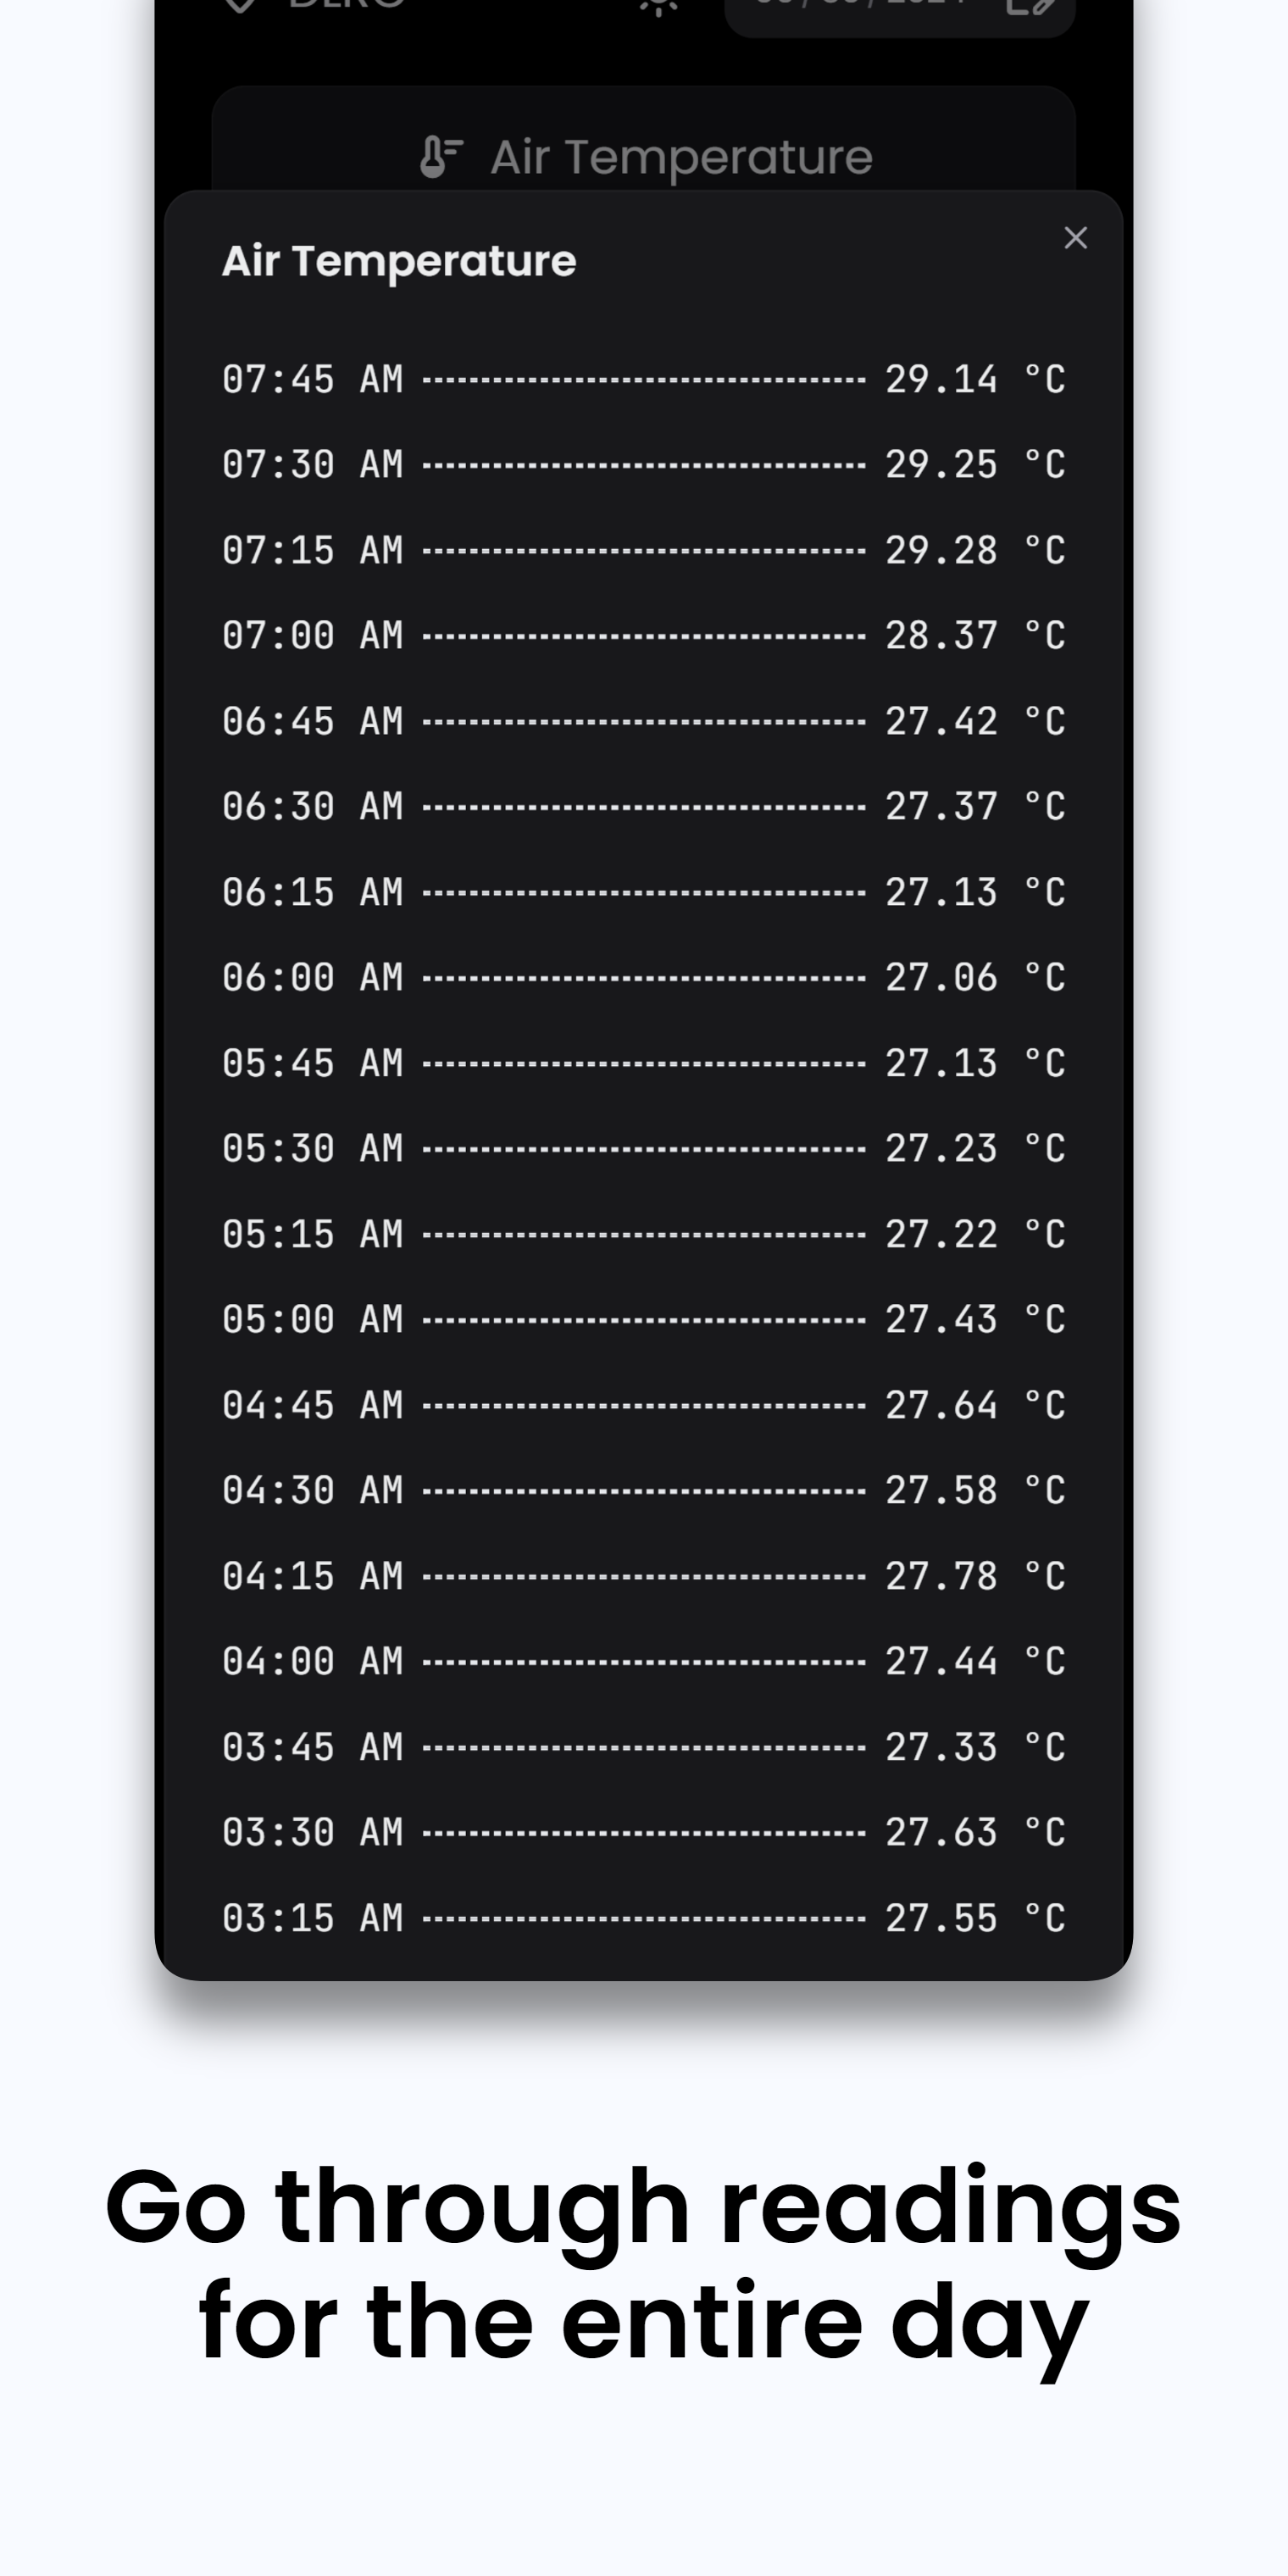 Air Temperature
Air Temperature
07:45 AM 29.14 °C
07:30 AM 29.25 °C
07:15 AM 29.28 °C
07:00 AM 28.37 °C
06:45 AM 27.42 °C
06:30 AM 27.37 °C
06:15 AM 27.13 °C
06:00 AM 27.06 °C
05:45 AM 27.13 °C
05:30 AM 27.23 °C
05:15 AM 27.22 °C
05:00 AM 27.43 °C
04:45 AM 27.64 °C
04:30 AM 27.58 °C
04:15 AM 27.78 °C
04:00 AM 27.44 °C
03:45 AM 27.33 °C
03:30 AM 27.63 °C
03:15 AM 27.55 °C
Go through readings
for the entire day